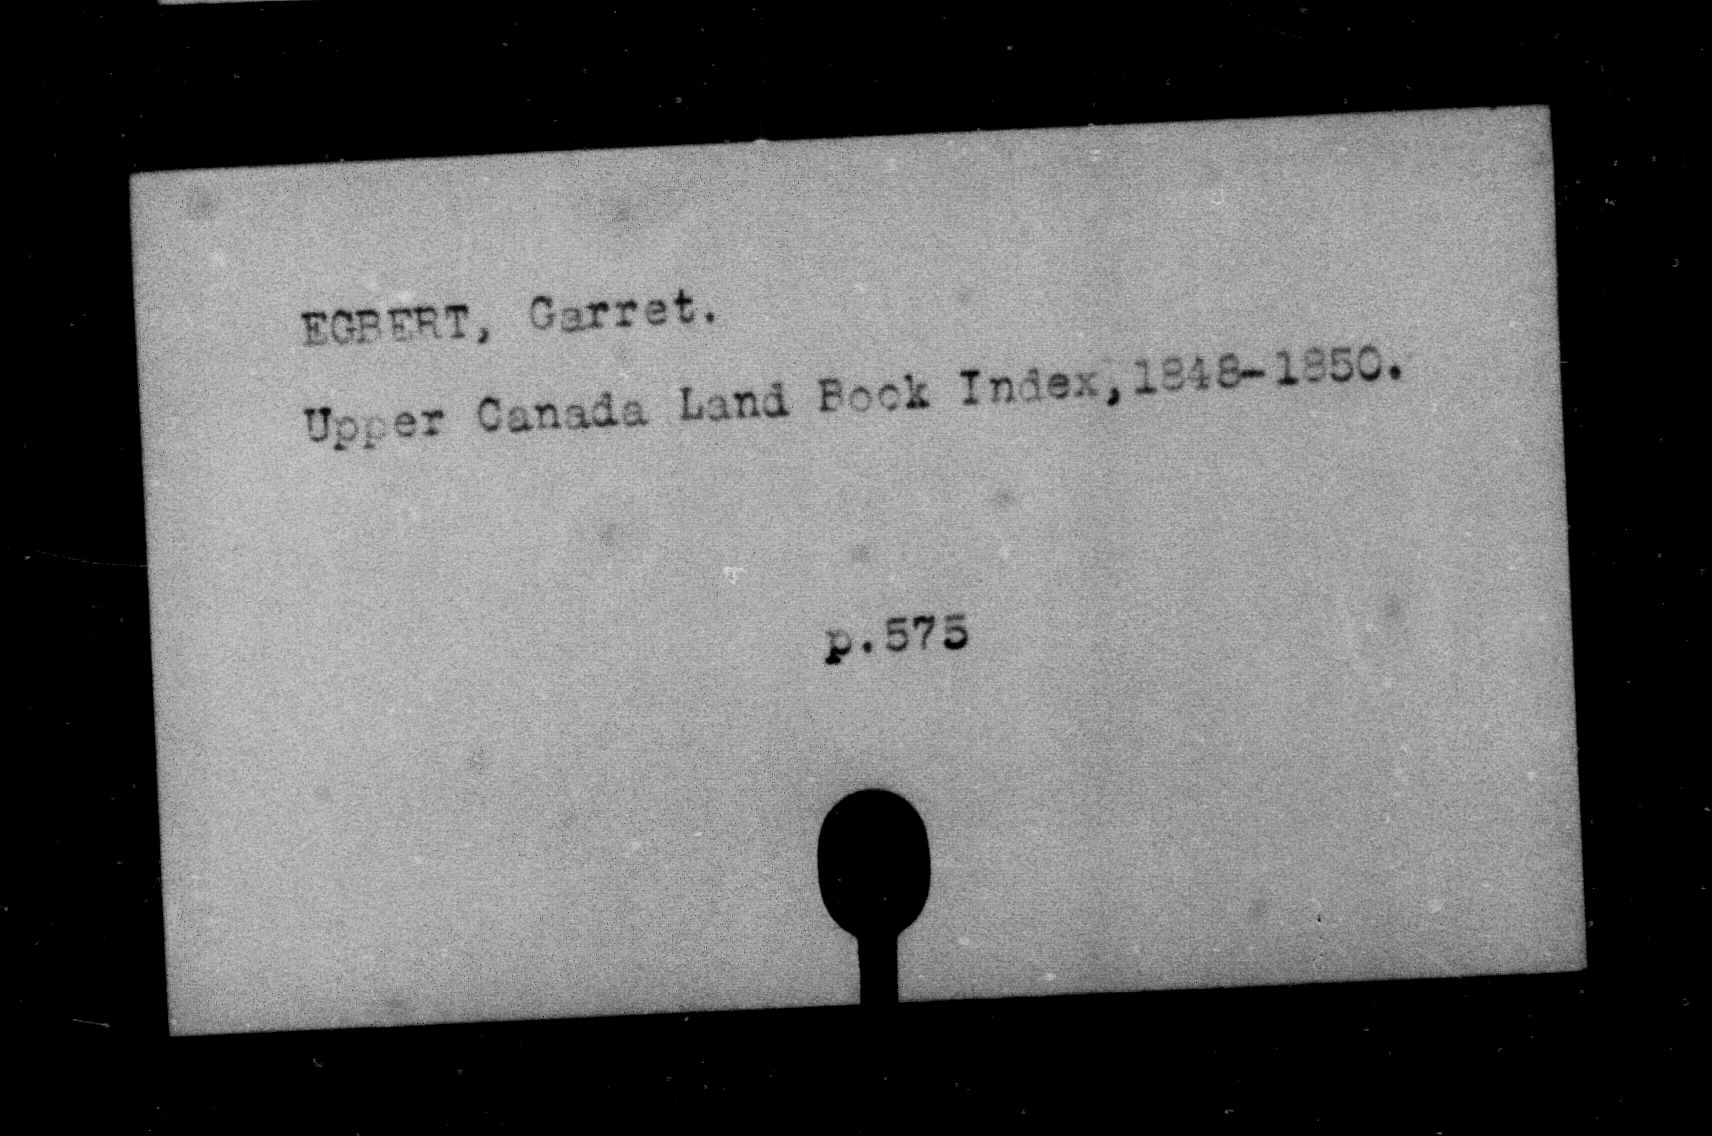 EGBERT, Garret.
Upper Canada Land Book Index,1848-1850.
p.575